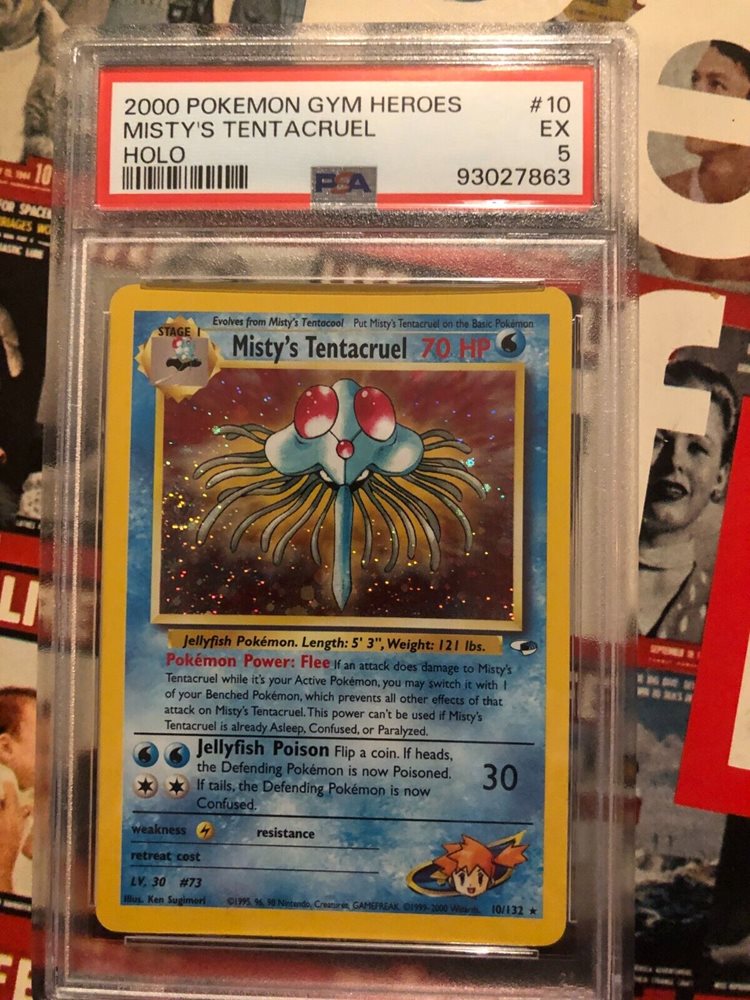 2000 POKEMON GYM HEROES #10
MISTY'S TENTACRUEL EX
HOLO 5
PSA 93027863
Evolves from Misty's Tentacool Put Misty's Tentacruel on the Basic Pokémon
STAGE 1
Misty's Tentacruel 70 HP
Jellyfish Pokémon. Length: 5' 3", Weight: 121 lbs.
Pokémon Power: Flee If an attack does damage to Misty's
Tentacruel while it's your Active Pokémon, you may switch it with 1
of your Benched Pokémon, which prevents all other effects of that
attack on Misty's Tentacruel. This power can't be used if Misty's
Tentacruel is already Asleep, Confused, or Paralyzed.
Jellyfish Poison Flip a coin. If heads,
the Defending Pokémon is now Poisoned.
If tails, the Defending Pokémon is now
Confused.
30
weakness resistance
retreat cost
LV. 30 #73
Illus. Ken Sugimori ©1995, 96, 98 Nintendo, Creatures, GAMEFREAK. ©1999-2000 Wizards. 10/132 ★